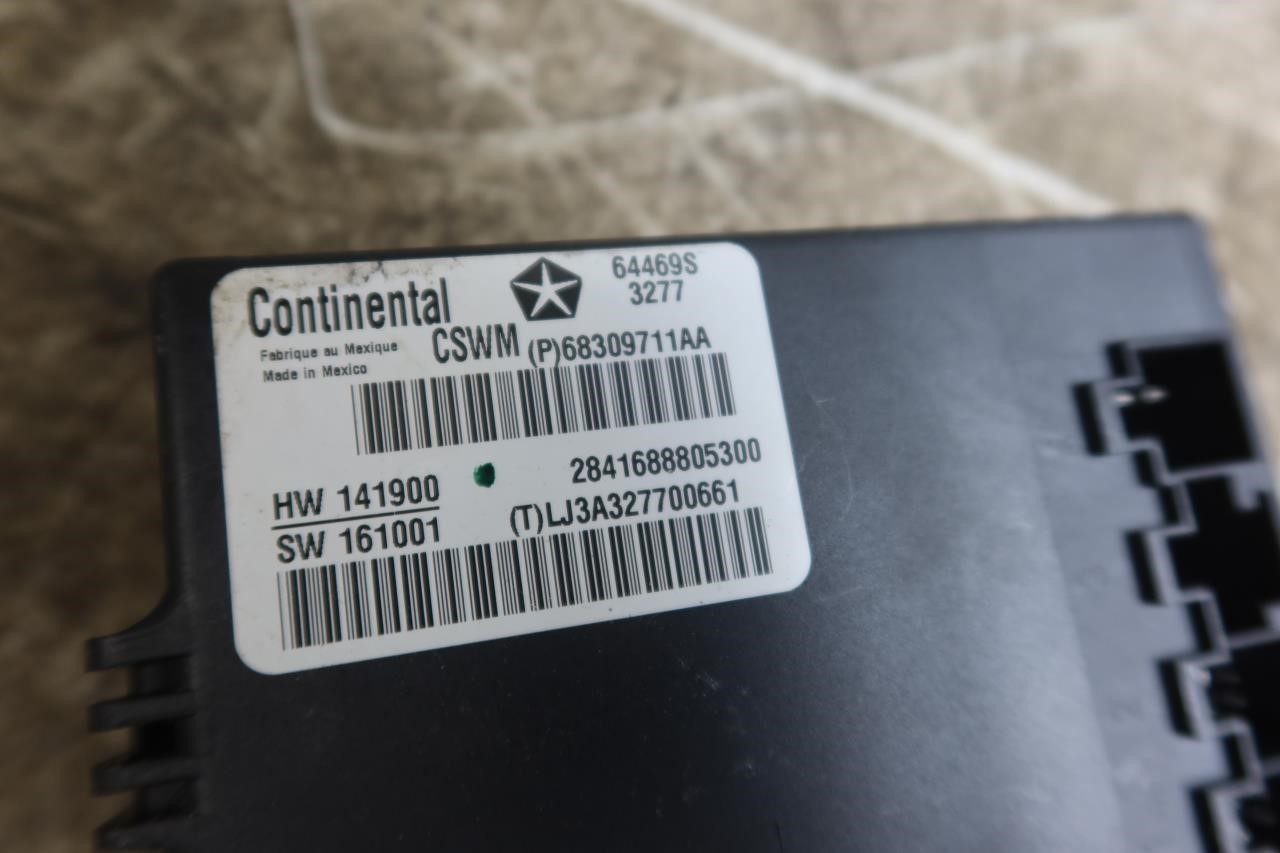 Continental
64469S
3277
Fabrique au Mexique
Made in Mexico
CSWM (P)68309711AA
2841688805300
HW 141900
SW 161001
(T)LJ3A327700661